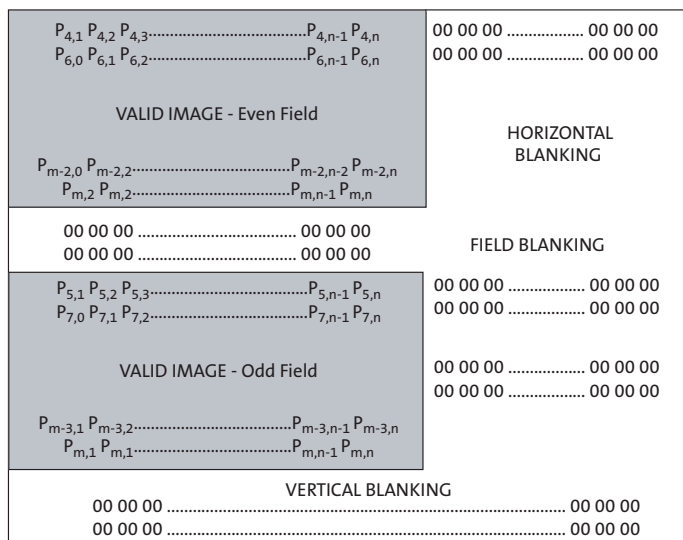 P4,1 P4,2 P4,3..........................................P4,n-1 P4,n 00 00 00 ................. 00 00 00
P6,0 P6,1 P6,2..........................................P6,n-1 P6,n 00 00 00 ................. 00 00 00
VALID IMAGE - Even Field
HORIZONTAL
BLANKING
Pm-2,0 Pm-2,2..........................................Pm-2,n-2 Pm-2,n
Pm,2 Pm,2..........................................Pm,n-1 Pm,n
00 00 00 ..................................... 00 00 00
00 00 00 ..................................... 00 00 00
FIELD BLANKING
P5,1 P5,2 P5,3..........................................P5,n-1 P5,n 00 00 00 ................. 00 00 00
P7,0 P7,1 P7,2..........................................P7,n-1 P7,n 00 00 00 ................. 00 00 00
VALID IMAGE - Odd Field 00 00 00 ................. 00 00 00
00 00 00 ................. 00 00 00
Pm-3,1 Pm-3,2..........................................Pm-3,n-1 Pm-3,n
Pm,1 Pm,1..........................................Pm,n-1 Pm,n
VERTICAL BLANKING
00 00 00 ............................................................................................. 00 00 00
00 00 00 ............................................................................................. 00 00 00